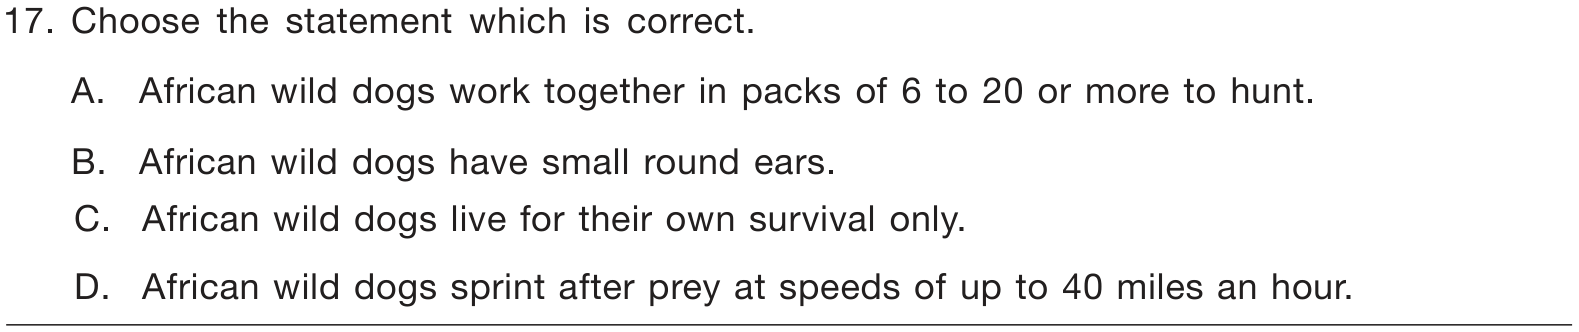 17. Choose the statement which is correct.
A. African wild dogs work together in packs of 6 to 20 or more to hunt.
B. African wild dogs have small round ears.
C. African wild dogs live for their own survival only.
D. African wild dogs sprint after prey at speeds of up to 40 miles an hour.